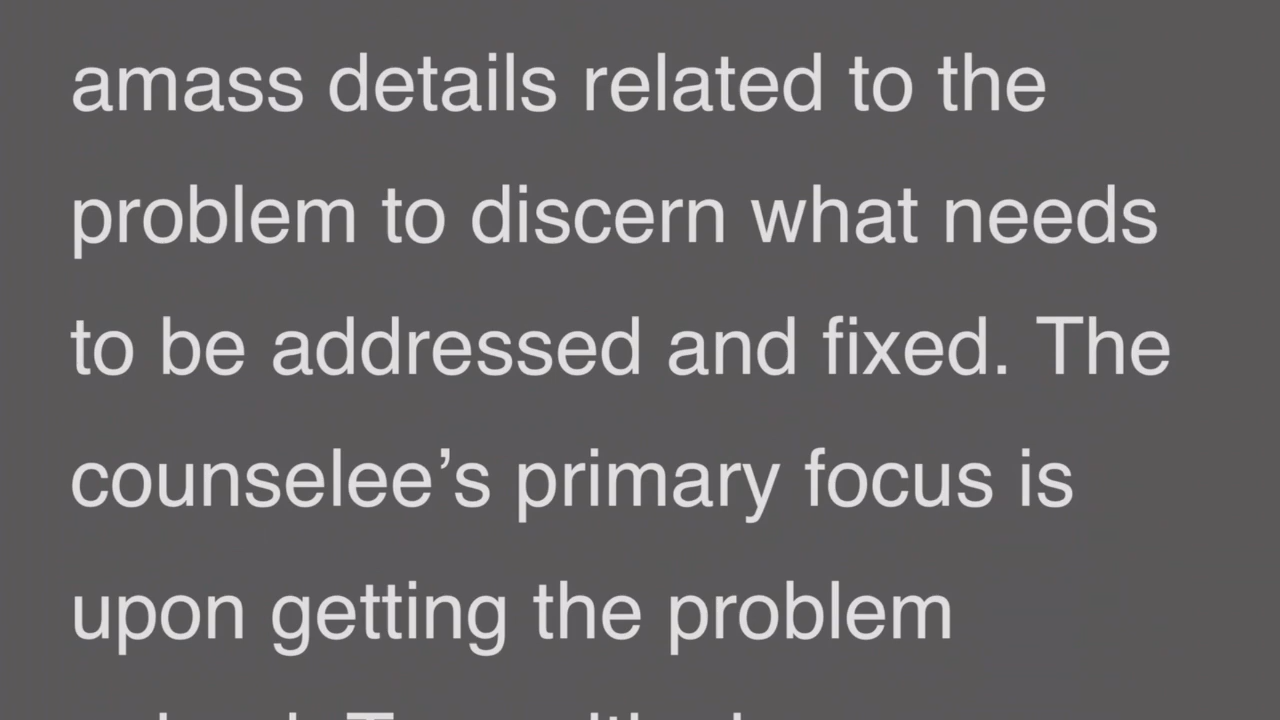 amass details related to the
problem to discern what needs
to be addressed and fixed. The
counselee’s primary focus is
upon getting the problem